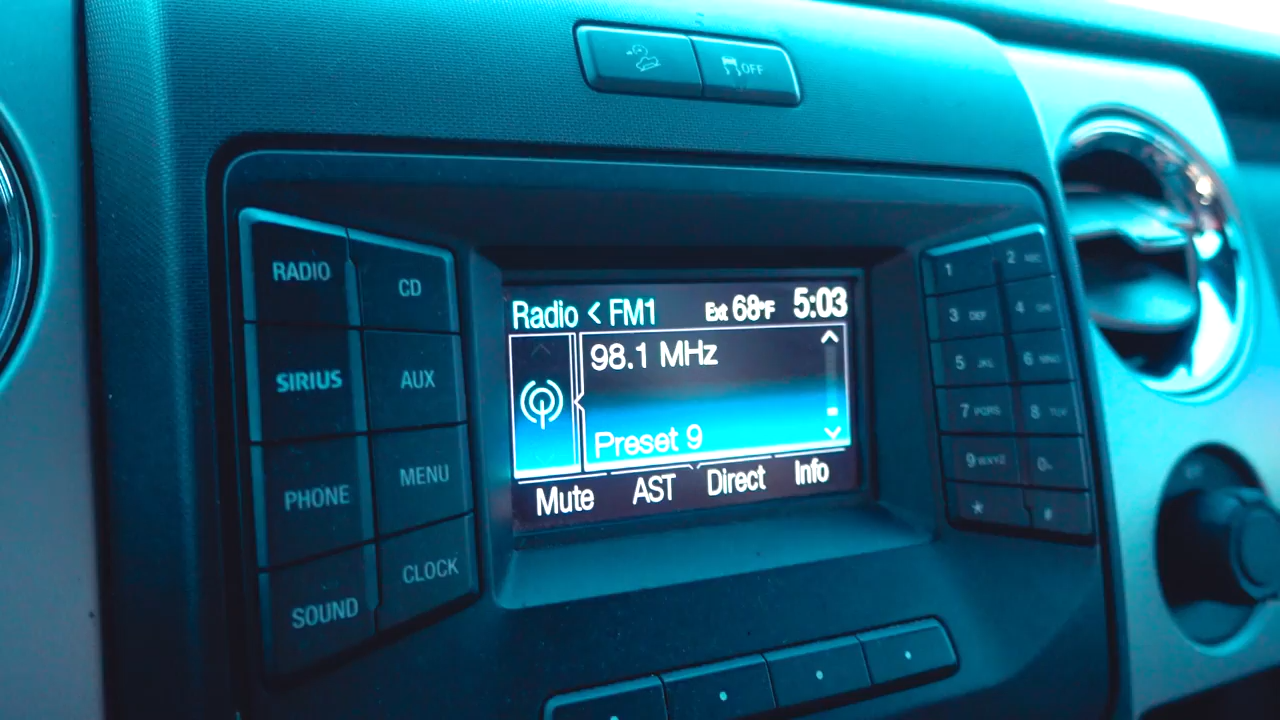 OFF
RADIO
CD
SIRIUS
AUX
PHONE
MENU
SOUND
CLOCK
Radio < FM1 Ext 68°F 5:03
98.1 MHz
Preset 9
Mute AST Direct Info
1
2 ABC
3 DEF
4 GHI
5 JKL
6 MNO
7 PQRS
8 TUV
9 WXYZ
0
*
#